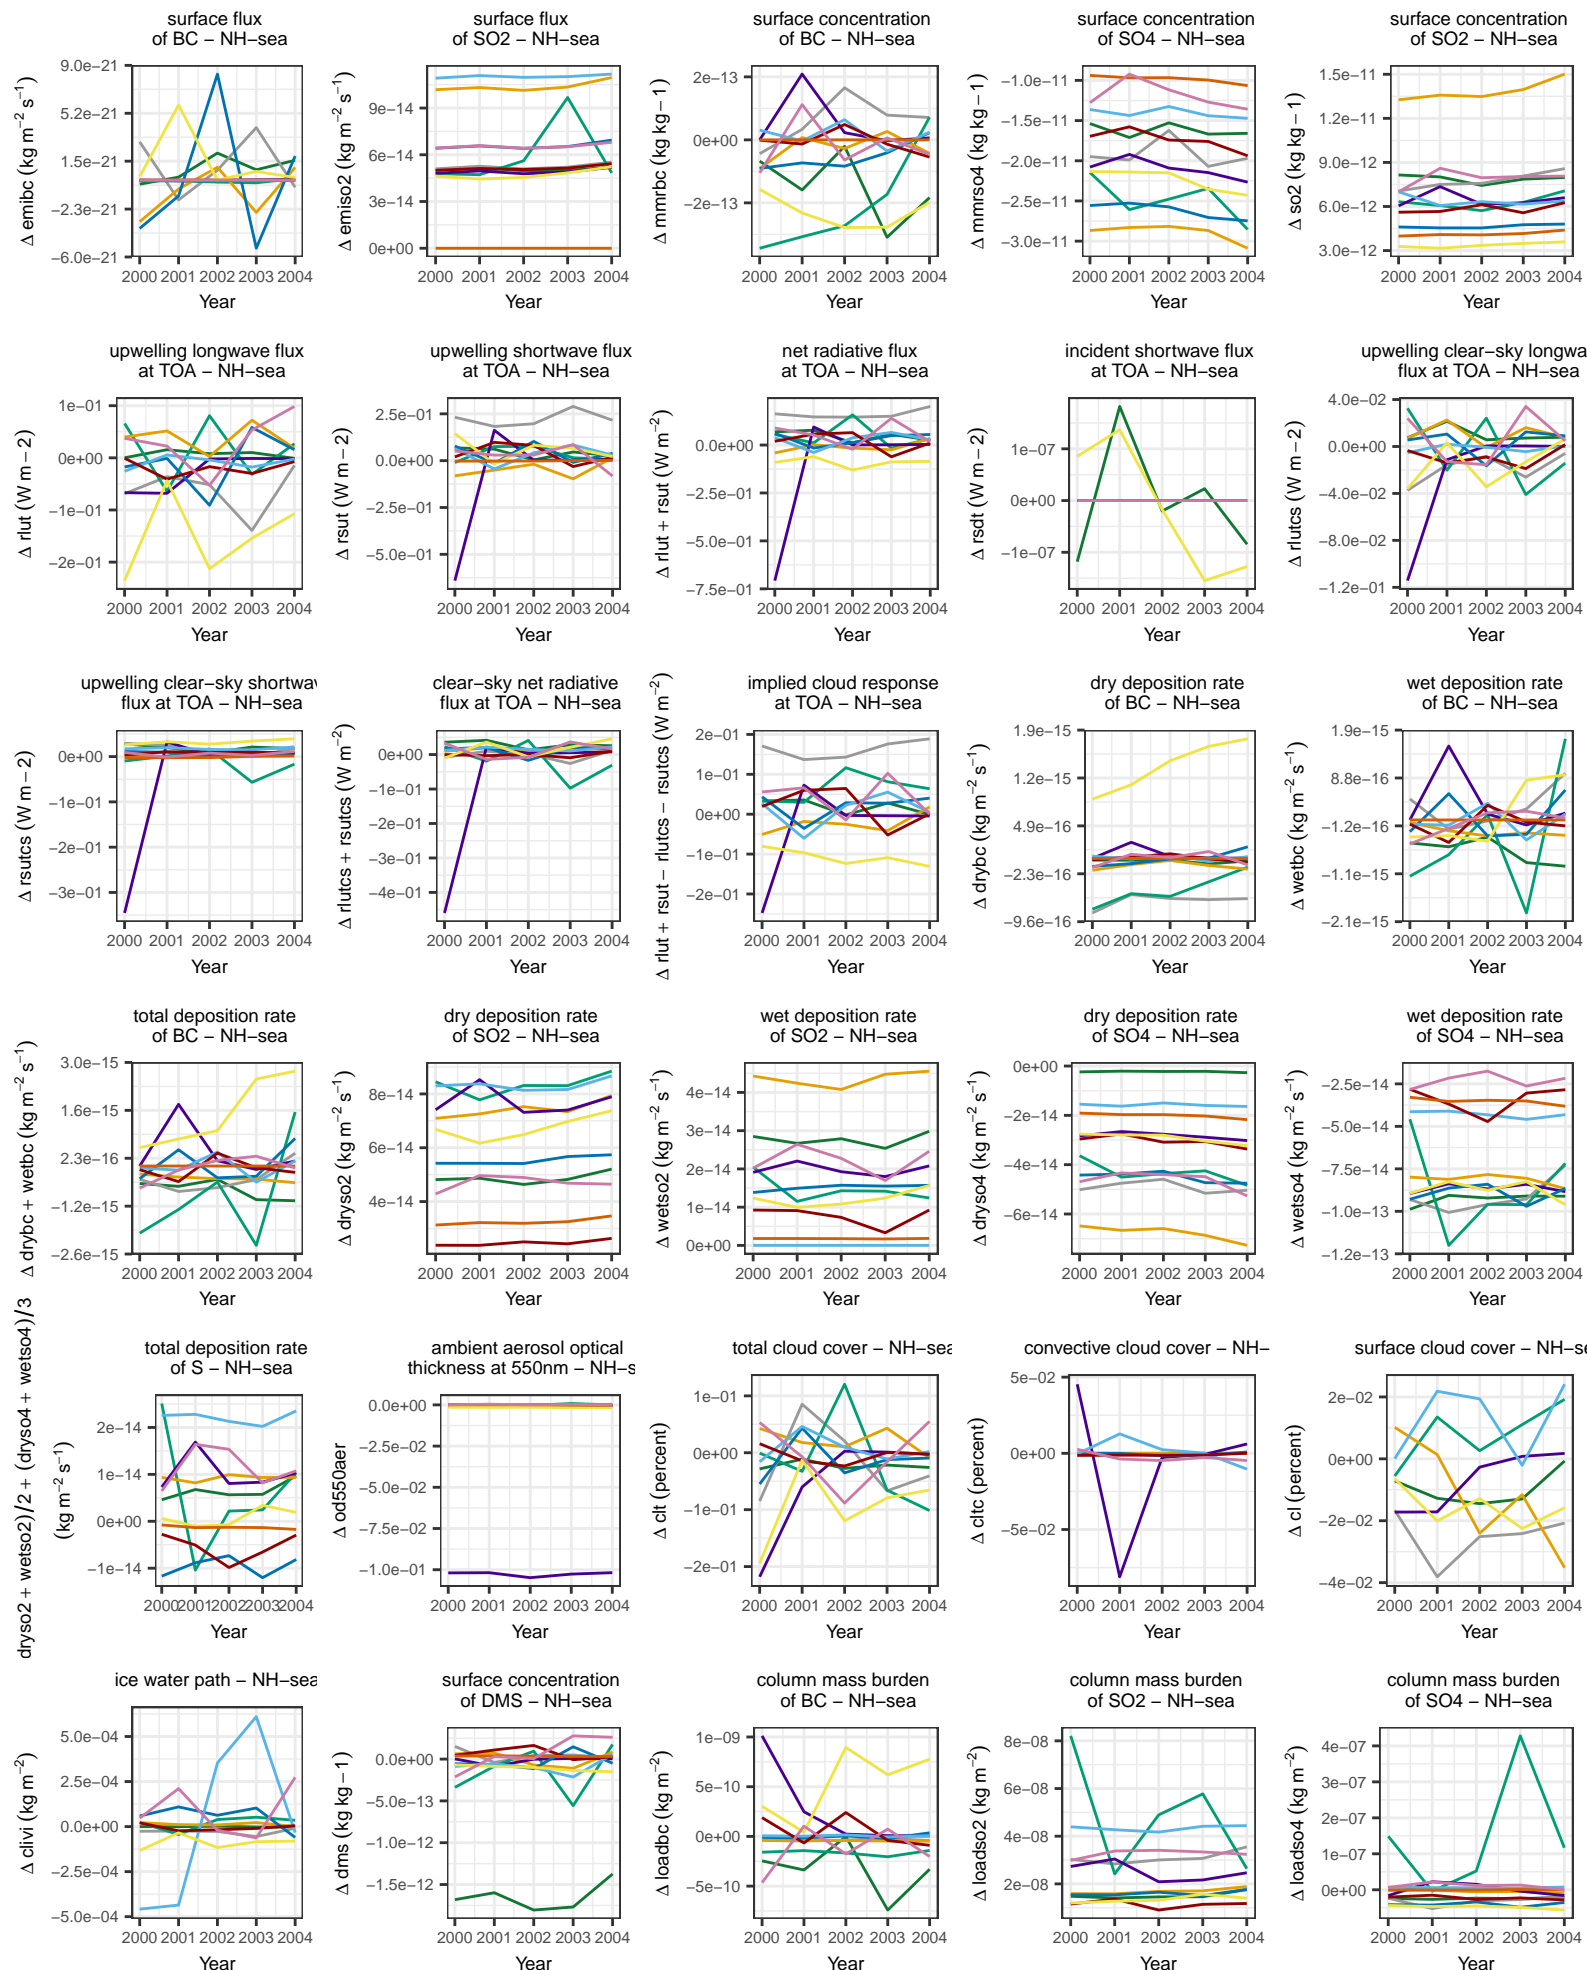 surface flux
of BC − NH−sea
Δ emibc (kg m−2 s−1)
9.0e−21
5.2e−21
1.5e−21
−2.3e−21
−6.0e−21
2000 2001 2002 2003 2004
Year
surface flux
of SO2 − NH−sea
Δ emiso2 (kg m−2 s−1)
9e−14
6e−14
3e−14
0e+00
2000 2001 2002 2003 2004
Year
surface concentration
of BC − NH−sea
Δ mmrbc (kg kg − 1)
2e−13
0e+00
−2e−13
2000 2001 2002 2003 2004
Year
surface concentration
of SO4 − NH−sea
Δ mmrso4 (kg kg − 1)
−1.0e−11
−1.5e−11
−2.0e−11
−2.5e−11
−3.0e−11
2000 2001 2002 2003 2004
Year
surface concentration
of SO2 − NH−sea
Δ so2 (kg kg − 1)
1.5e−11
1.2e−11
9.0e−12
6.0e−12
3.0e−12
2000 2001 2002 2003 2004
Year
upwelling longwave flux
at TOA − NH−sea
Δ rlut (W m − 2)
1e−01
0e+00
−1e−01
−2e−01
2000 2001 2002 2003 2004
Year
upwelling shortwave flux
at TOA − NH−sea
Δ rsut (W m − 2)
2.5e−01
0.0e+00
−2.5e−01
−5.0e−01
2000 2001 2002 2003 2004
Year
net radiative flux
at TOA − NH−sea
Δ rlut + rsut (W m−2)
0.0e+00
−2.5e−01
−5.0e−01
−7.5e−01
2000 2001 2002 2003 2004
Year
incident shortwave flux
at TOA − NH−sea
Δ rsdt (W m − 2)
1e−07
0e+00
−1e−07
2000 2001 2002 2003 2004
Year
upwelling clear−sky longwa
flux at TOA − NH−sea
Δ rlutcs (W m − 2)
4.0e−02
0.0e+00
−4.0e−02
−8.0e−02
−1.2e−01
2000 2001 2002 2003 2004
Year
upwelling clear−sky shortwav
flux at TOA − NH−sea
Δ rsutcs (W m − 2)
0e+00
−1e−01
−2e−01
−3e−01
2000 2001 2002 2003 2004
Year
clear−sky net radiative
flux at TOA − NH−sea
Δ rlutcs + rsutcs (W m−2)
0e+00
−1e−01
−2e−01
−3e−01
−4e−01
2000 2001 2002 2003 2004
Year
implied cloud response
at TOA − NH−sea
Δ rlut + rsut − rlutcs − rsutcs (W m−2)
2e−01
1e−01
0e+00
−1e−01
−2e−01
2000 2001 2002 2003 2004
Year
dry deposition rate
of BC − NH−sea
Δ drybc (kg m−2 s−1)
1.9e−15
1.2e−15
4.9e−16
−2.3e−16
−9.6e−16
2000 2001 2002 2003 2004
Year
wet deposition rate
of BC − NH−sea
Δ wetbc (kg m−2 s−1)
1.9e−15
8.8e−16
−1.2e−16
−1.1e−15
−2.1e−15
2000 2001 2002 2003 2004
Year
total deposition rate
of BC − NH−sea
Δ drybc + wetbc (kg m−2 s−1)
3.0e−15
1.6e−15
2.3e−16
−1.2e−15
−2.6e−15
2000 2001 2002 2003 2004
Year
dry deposition rate
of SO2 − NH−sea
Δ dryso2 (kg m−2 s−1)
8e−14
6e−14
4e−14
2000 2001 2002 2003 2004
Year
wet deposition rate
of SO2 − NH−sea
Δ wetso2 (kg m−2 s−1)
4e−14
3e−14
2e−14
1e−14
0e+00
2000 2001 2002 2003 2004
Year
dry deposition rate
of SO4 − NH−sea
Δ dryso4 (kg m−2 s−1)
0e+00
−2e−14
−4e−14
−6e−14
2000 2001 2002 2003 2004
Year
wet deposition rate
of SO4 − NH−sea
Δ wetso4 (kg m−2 s−1)
−2.5e−14
−5.0e−14
−7.5e−14
−1.0e−13
−1.2e−13
2000 2001 2002 2003 2004
Year
total deposition rate
of S − NH−sea
dryso2 + wetso2)/2 + (dryso4 + wetso4)/3
(kg m−2 s−1)
2e−14
1e−14
0e+00
−1e−14
2000 2001 2002 2003 2004
Year
ambient aerosol optical
thickness at 550nm − NH−s
Δ od550aer
0.0e+00
−2.5e−02
−5.0e−02
−7.5e−02
−1.0e−01
2000 2001 2002 2003 2004
Year
total cloud cover − NH−sea
Δ clt (percent)
1e−01
0e+00
−1e−01
−2e−01
2000 2001 2002 2003 2004
Year
convective cloud cover − NH−
Δ cltc (percent)
5e−02
0e+00
−5e−02
2000 2001 2002 2003 2004
Year
surface cloud cover − NH−se
Δ cl (percent)
2e−02
0e+00
−2e−02
−4e−02
2000 2001 2002 2003 2004
Year
ice water path − NH−sea
Δ clivi (kg m−2)
5.0e−04
2.5e−04
0.0e+00
−2.5e−04
−5.0e−04
2000 2001 2002 2003 2004
Year
surface concentration
of DMS − NH−sea
Δ dms (kg kg − 1)
0.0e+00
−5.0e−13
−1.0e−12
−1.5e−12
2000 2001 2002 2003 2004
Year
column mass burden
of BC − NH−sea
Δ loadbc (kg m−2)
1e−09
5e−10
0e+00
−5e−10
2000 2001 2002 2003 2004
Year
column mass burden
of SO2 − NH−sea
Δ loadso2 (kg m−2)
8e−08
6e−08
4e−08
2e−08
2000 2001 2002 2003 2004
Year
column mass burden
of SO4 − NH−sea
Δ loadso4 (kg m−2)
4e−07
3e−07
2e−07
1e−07
0e+00
2000 2001 2002 2003 2004
Year